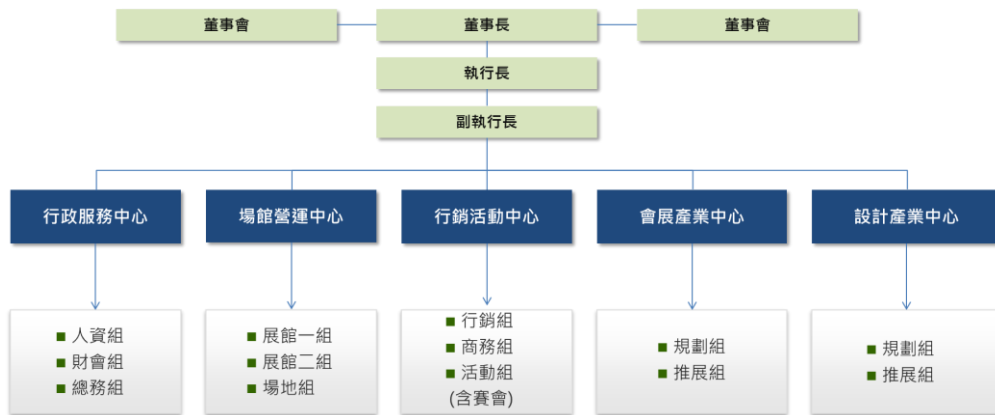 董事會
董事長
董事會
執行長
副執行長
行政服務中心
場館營運中心
行銷活動中心
會展產業中心
設計產業中心
人資組
財會組
總務組
展館一組
展館二組
場地組
行銷組
商務組
活動組
(含賽會)
規劃組
推展組
規劃組
推展組